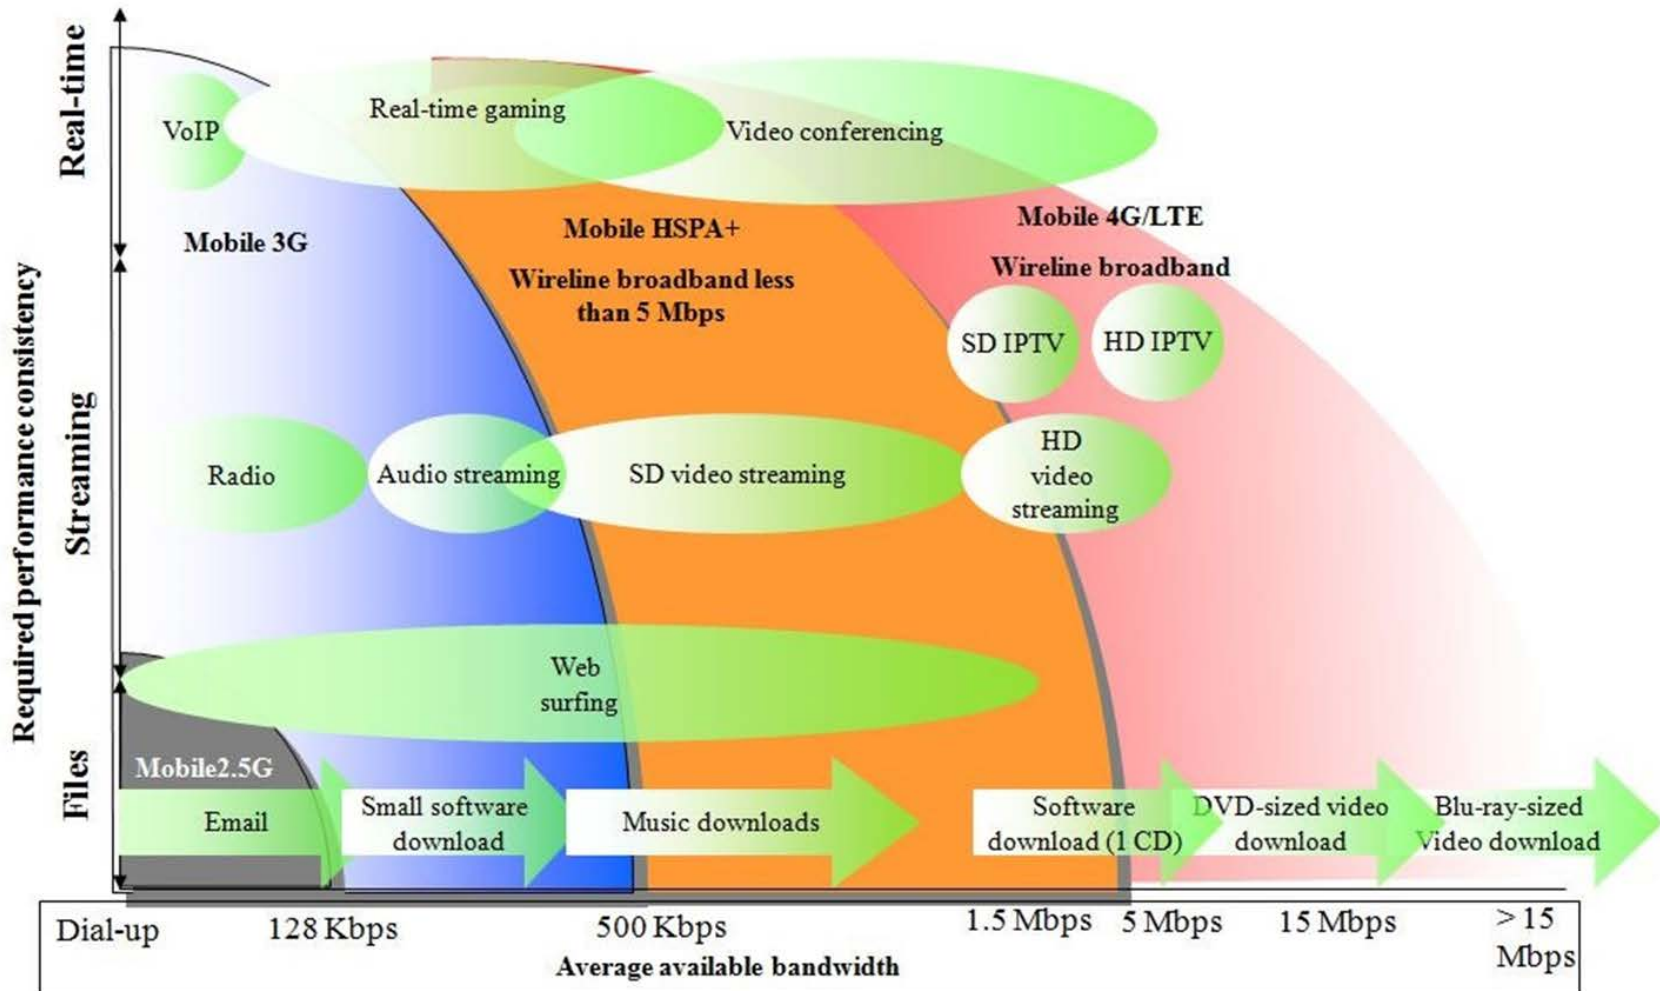 Required performance consistency
Real-time
Streaming
Files
VoIP
Real-time gaming
Video conferencing
Mobile 3G
Mobile HSPA+
Wireline broadband less
than 5 Mbps
Mobile 4G/LTE
Wireline broadband
SD IPTV
HD IPTV
Radio
Audio streaming
SD video streaming
HD
video
streaming
Web
surfing
Mobile2.5G
Email
Small software
download
Music downloads
Software
download (1 CD)
DVD-sized video
download
Blu-ray-sized
Video download
Dial-up
128 Kbps
500 Kbps
1.5 Mbps
5 Mbps
15 Mbps
> 15
Mbps
Average available bandwidth